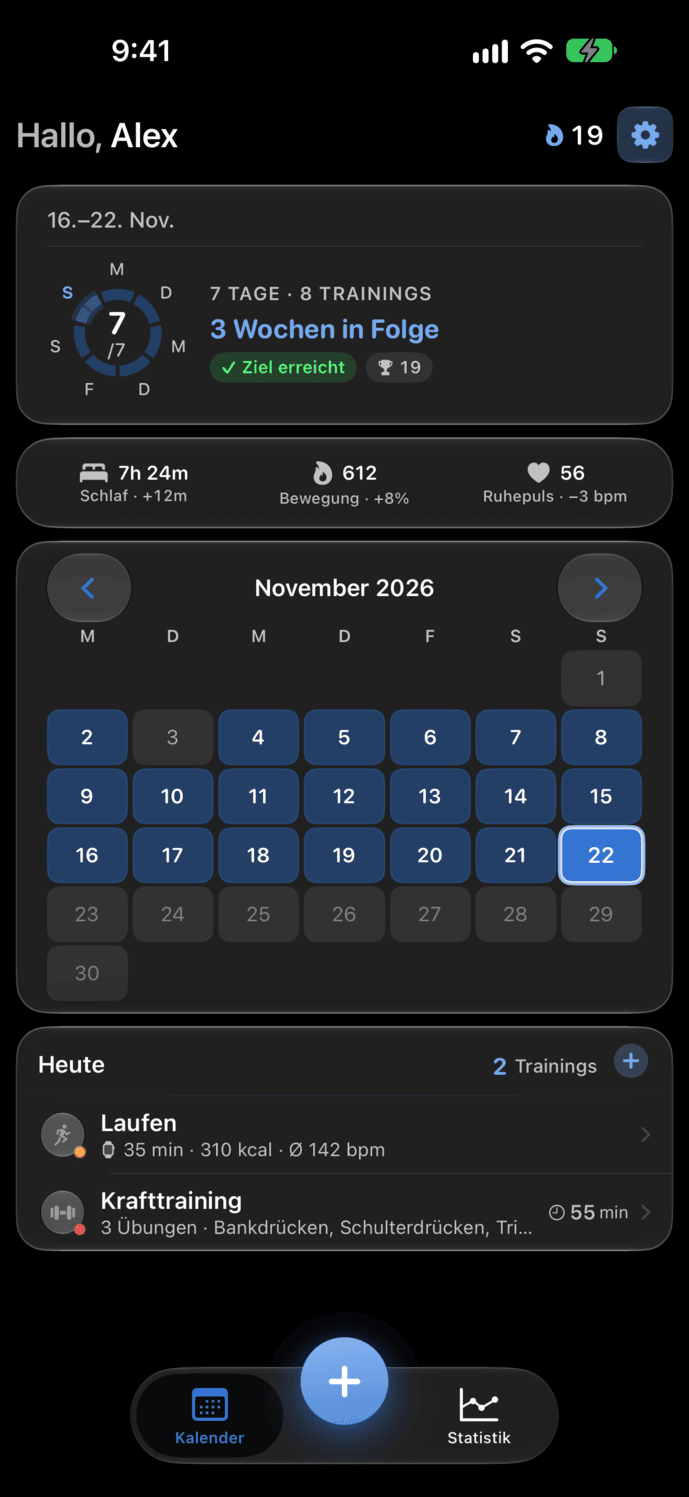 9:41
Hallo, Alex
19
16.–22. Nov.
M
S D
7
/7
S M
F D
7 TAGE · 8 TRAININGS
3 Wochen in Folge
✓ Ziel erreicht 19
7h 24m 612 56
Schlaf · +12m Bewegung · +8% Ruhepuls · −3 bpm
November 2026
M D M D F S S
1
2 3 4 5 6 7 8
9 10 11 12 13 14 15
16 17 18 19 20 21 22
23 24 25 26 27 28 29
30
Heute 2 Trainings +
Laufen
35 min · 310 kcal · Ø 142 bpm
Krafttraining
3 Übungen · Bankdrücken, Schulterdrücken, Tri...
55 min
+
Kalender Statistik